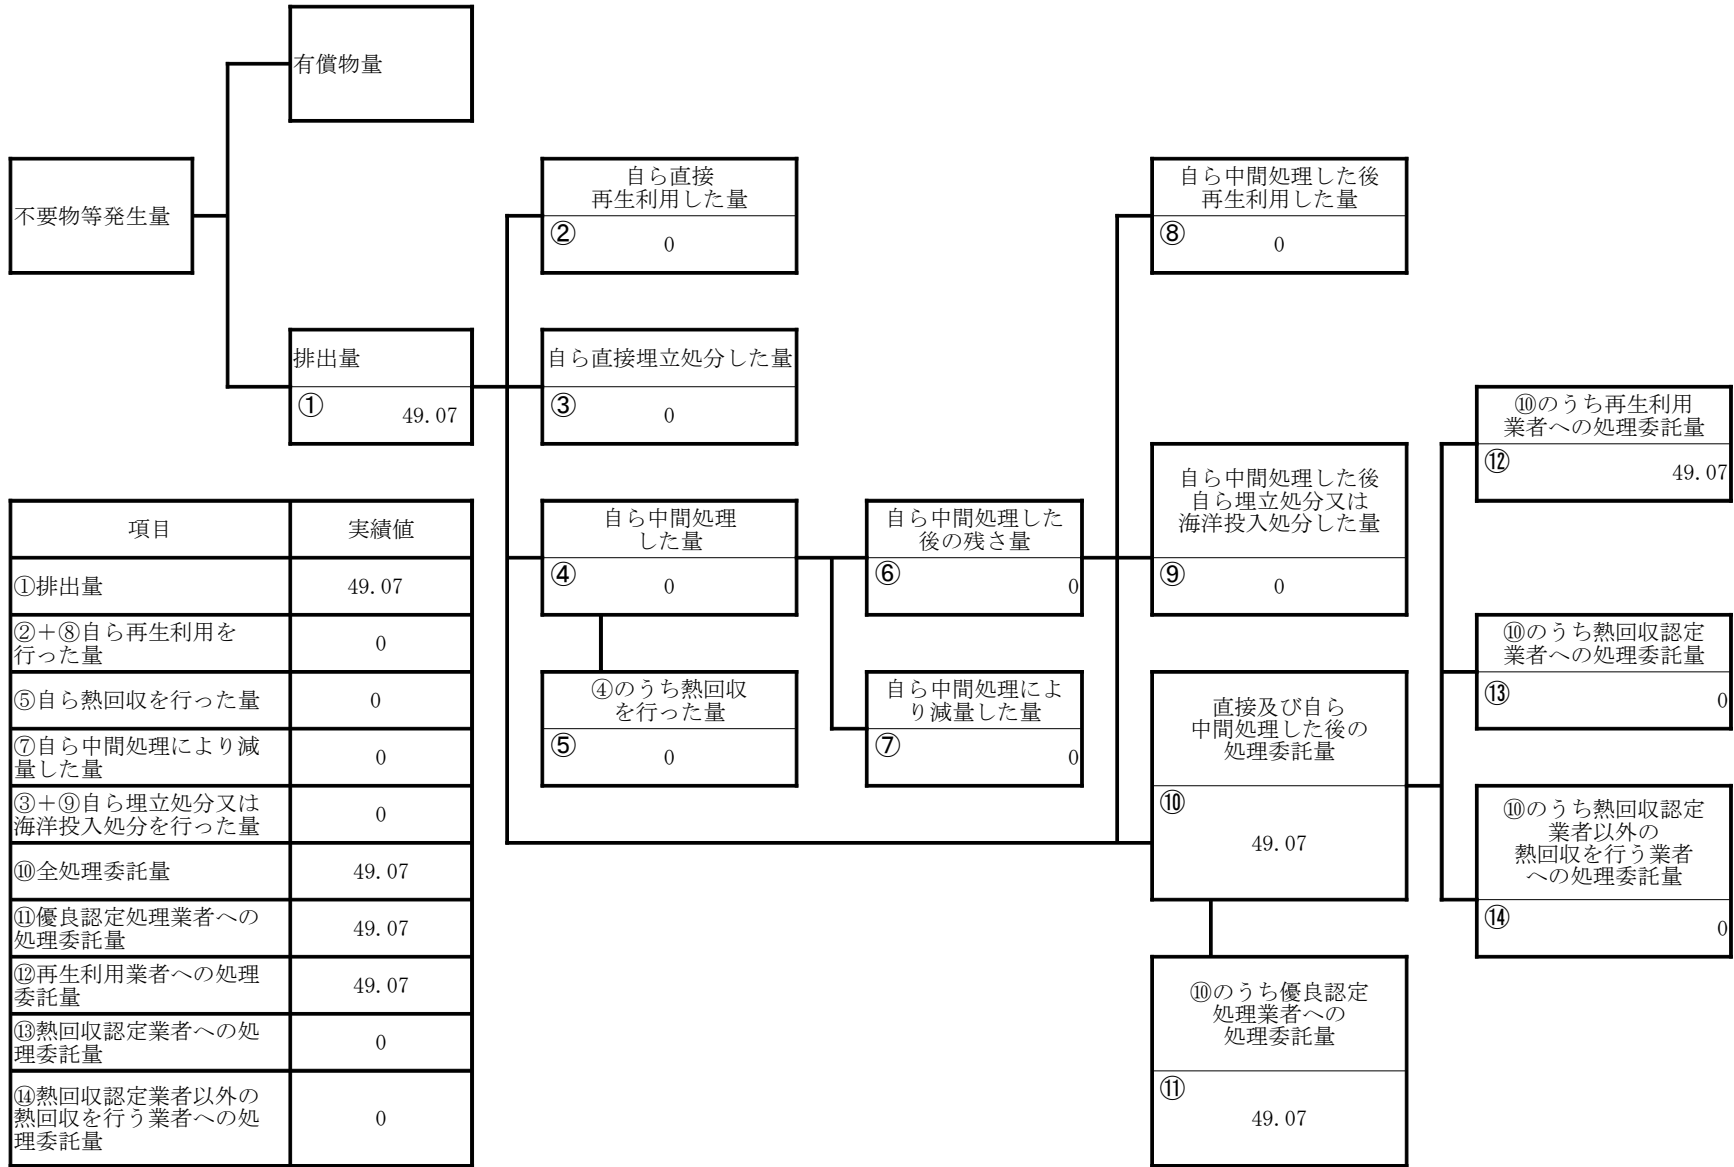 有償物量
不要物等発生量
自ら直接
再生利用した量
②
0
自ら中間処理した後
再生利用した量
⑧
0
排出量
①
49.07
自ら直接埋立処分した量
③
0
⑩のうち再生利用
業者への処理委託量
⑫
49.07
自ら中間処理
した量
④
0
自ら中間処理した
後の残さ量
⑥
0
自ら中間処理した後
自ら埋立処分又は
海洋投入処分した量
⑨
0
⑩のうち熱回収認定
業者への処理委託量
⑬
0
④のうち熱回収
を行った量
⑤
0
自ら中間処理によ
り減量した量
⑦
0
直接及び自ら
中間処理した後の
処理委託量
⑩
49.07
⑩のうち熱回収認定
業者以外の
熱回収を行う業者
への処理委託量
⑭
0
⑩のうち優良認定
処理業者への
処理委託量
⑪
49.07
項目 実績値
①排出量 49.07
②＋⑧自ら再生利用を
行った量
0
⑤自ら熱回収を行った量 0
⑦自ら中間処理により減
量した量
0
③＋⑨自ら埋立処分又は
海洋投入処分を行った量
0
⑩全処理委託量 49.07
⑪優良認定処理業者への
処理委託量
49.07
⑫再生利用業者への処理
委託量
49.07
⑬熱回収認定業者への処
理委託量
0
⑭熱回収認定業者以外の
熱回収を行う業者への処
理委託量
0